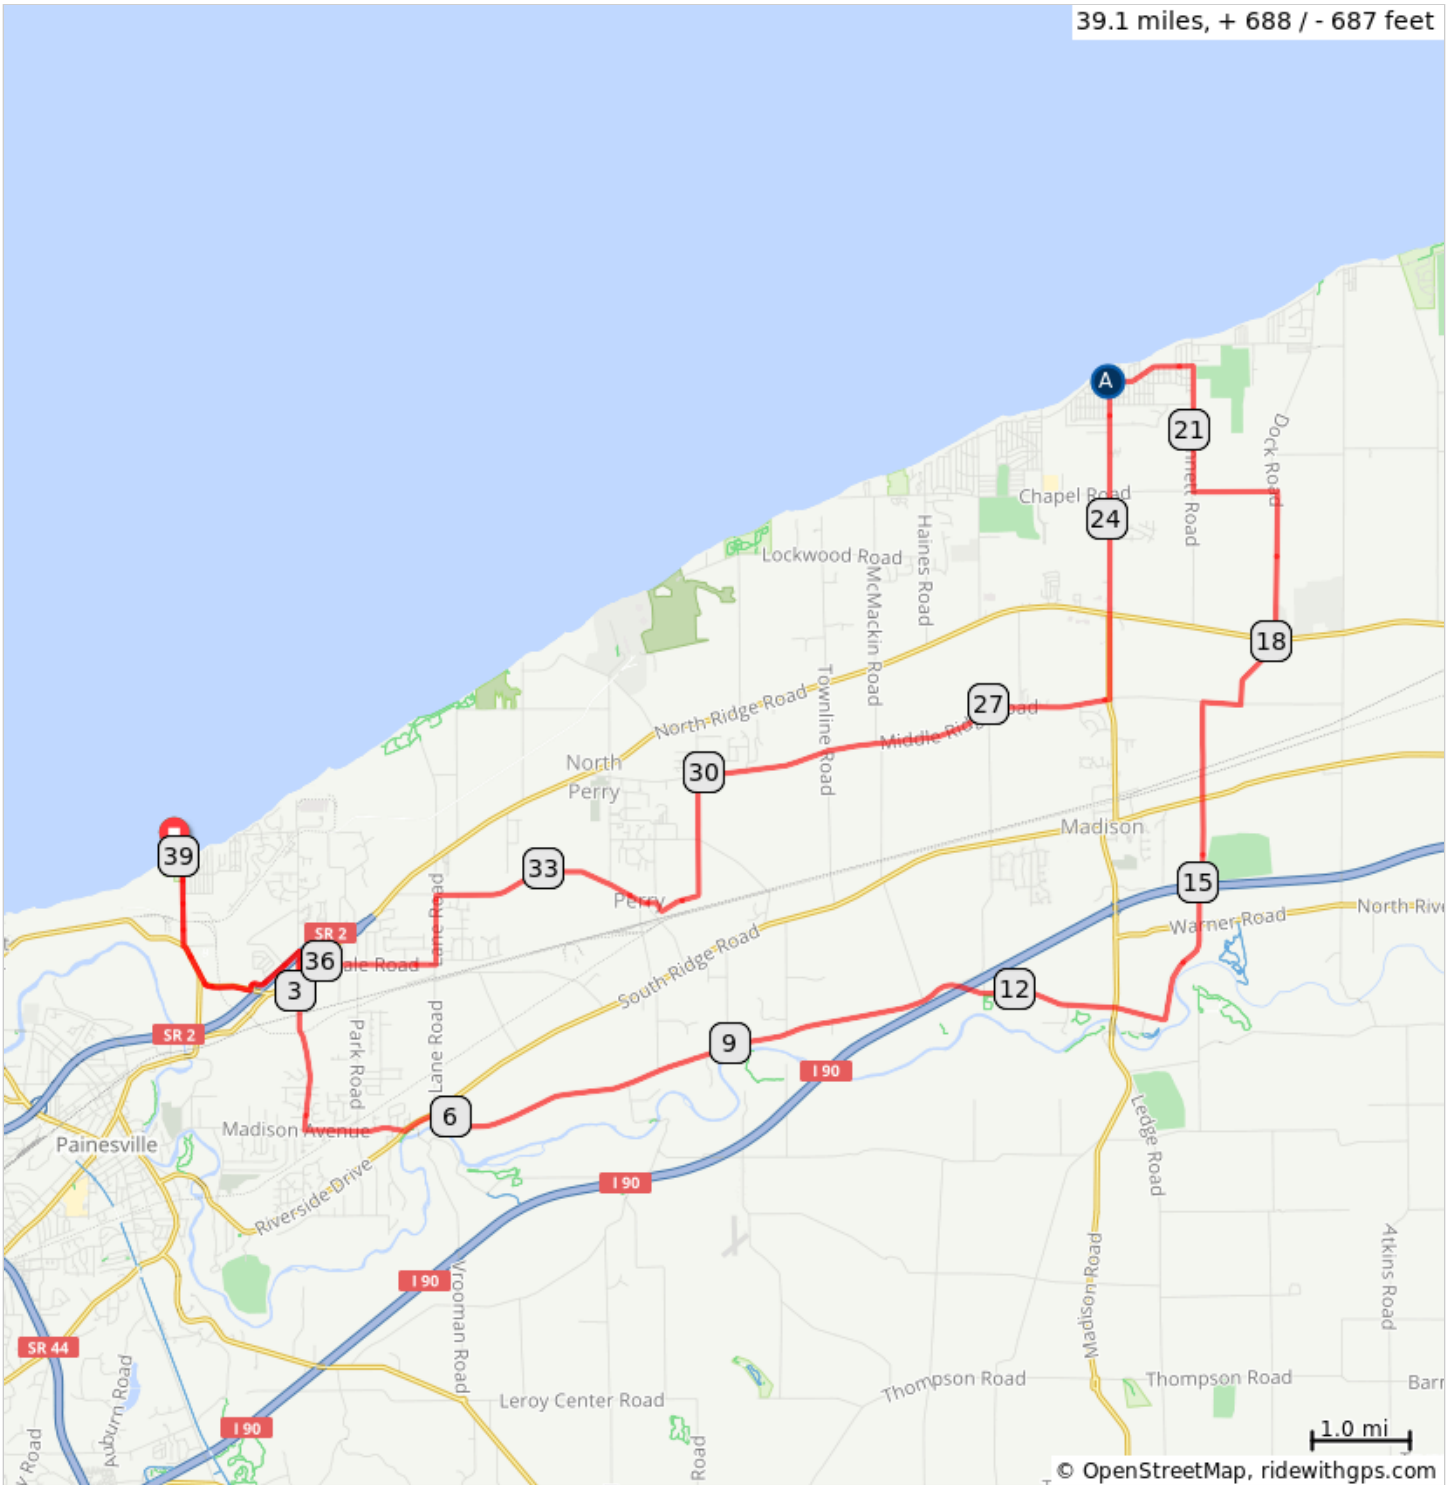 39.1 miles, + 688 / - 687 feet
A
21
Dock Road
Chapel Road
24
Haines Road
Lockwood Road
McMackin Road
18
Townline Road
27
North Ridge Road
Middle
North
Perry
30
Madison
39
33
15
Perry
Warner Road
North
SR 2
36
Road
South Ridge Road
3
12
SR 2
Park Road
Lane Road
9
I 90
6
Madison Avenue
Painesville
Ledge Road
Riverside Drive
I 90
I 90
Vrooman Road
Madison Road
Atkins Road
SR 44
Auburn Road
Thompson Road
Thompson Road
Leroy Center Road
I 90
Road
Road
1.0 mi
© OpenStreetMap, ridewithgps.com